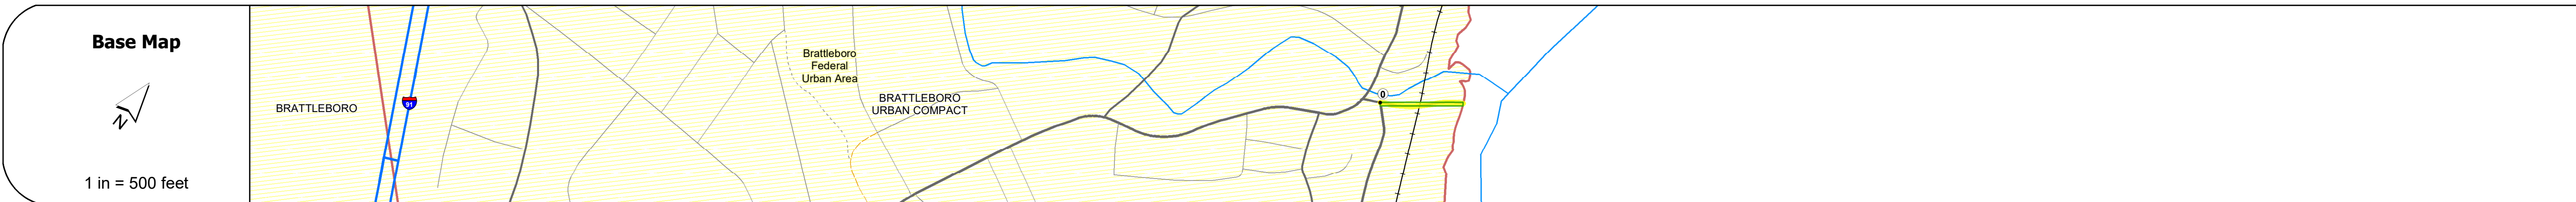 Base Map
N
1 in = 500 feet
BRATTLEBORO
91
Brattleboro
Federal
Urban Area
BRATTLEBORO
URBAN COMPACT
0